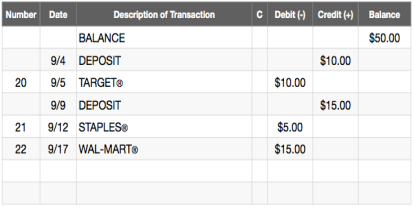 Number Date Description of Transaction C Debit (-) Credit (+) Balance
BALANCE $50.00
9/4 DEPOSIT $10.00
20 9/5 TARGET® $10.00
9/9 DEPOSIT $15.00
21 9/12 STAPLES® $5.00
22 9/17 WAL-MART® $15.00